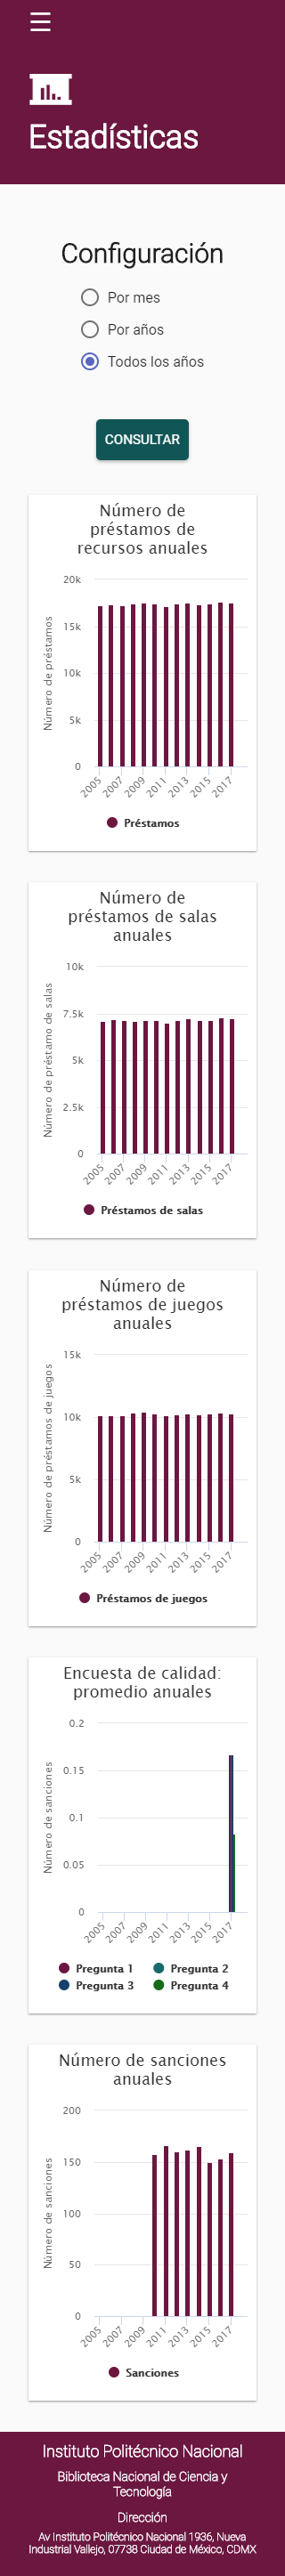 Estadísticas
Configuración
Por mes
Por años
Todos los años
CONSULTAR
Número de
préstamos de
recursos anuales
Número de préstamos
20k
15k
10k
5k
0
2005
2007
2009
2011
2013
2015
2017
Préstamos
Número de
préstamos de salas
anuales
Número de préstamo de salas
10k
7.5k
5k
2.5k
0
2005
2007
2009
2011
2013
2015
2017
Préstamos de salas
Número de
préstamos de juegos
anuales
Número de préstamos de juegos
15k
10k
5k
0
2005
2007
2009
2011
2013
2015
2017
Préstamos de juegos
Encuesta de calidad:
promedio anuales
Número de sanciones
0.2
0.15
0.1
0.05
0
2005
2007
2009
2011
2013
2015
2017
Pregunta 1
Pregunta 2
Pregunta 3
Pregunta 4
Número de sanciones
anuales
Número de sanciones
200
150
100
50
0
2005
2007
2009
2011
2013
2015
2017
Sanciones
Instituto Politécnico Nacional
Biblioteca Nacional de Ciencia y
Tecnología
Dirección
Av Instituto Politécnico Nacional 1936, Nueva
Industrial Vallejo, 07738 Ciudad de México, CDMX